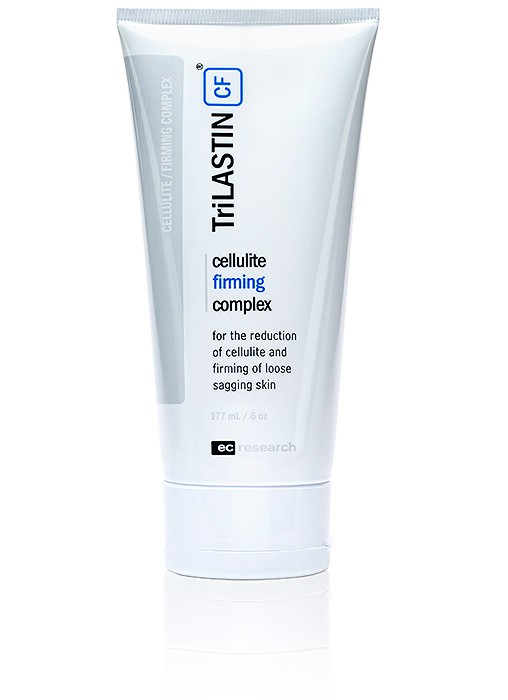 CELLULITE / FIRMING COMPLEX
TriLASTIN CF ®
cellulite
firming
complex
for the reduction
of cellulite and
firming of loose
sagging skin
177 mL / 6 oz
ec research